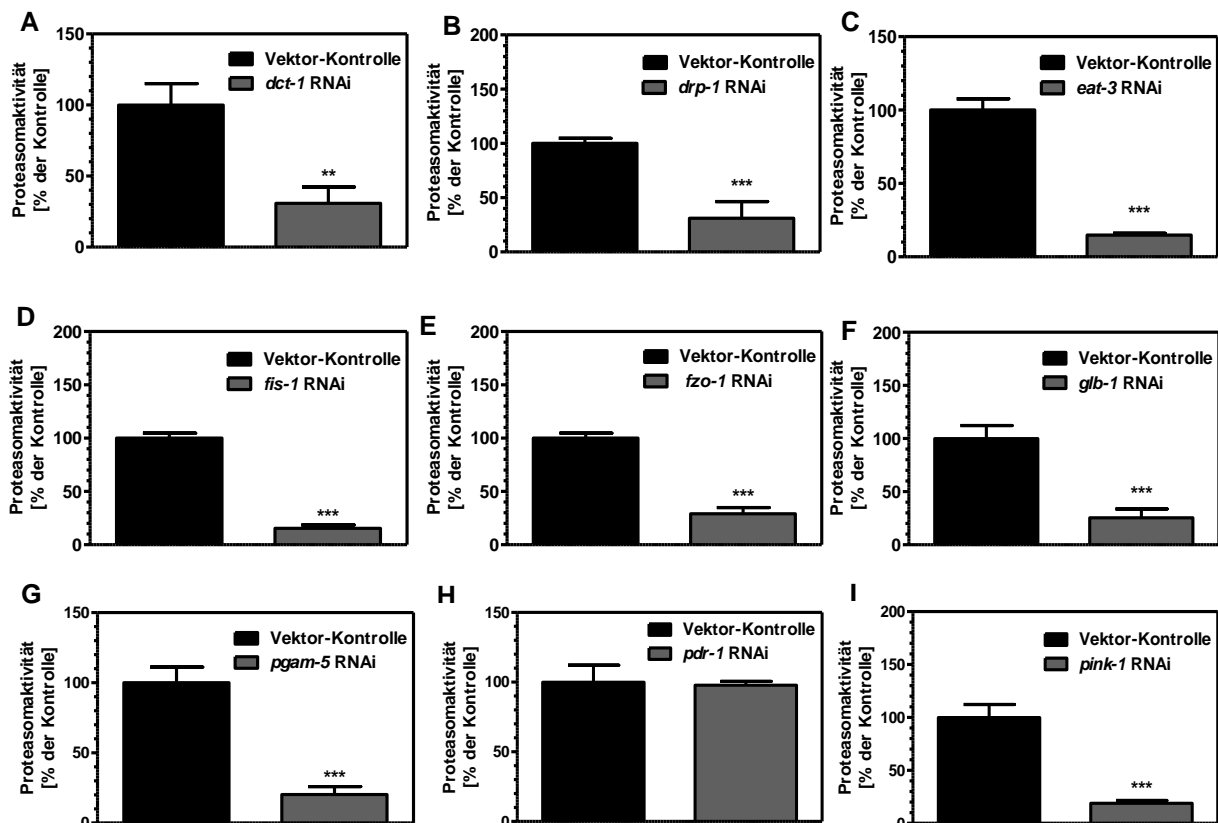 A
Proteasomaktivität
[% der Kontrolle]
150
100
50
0
Vektor-Kontrolle
dct-1 RNAi
**
B
Proteasomaktivität
[% der Kontrolle]
200
150
100
50
0
Vektor-Kontrolle
drp-1 RNAi
***
C
Proteasomaktivität
[% der Kontrolle]
150
100
50
0
Vektor-Kontrolle
eat-3 RNAi
***
D
Proteasomaktivität
[% der Kontrolle]
200
150
100
50
0
Vektor-Kontrolle
fis-1 RNAi
***
E
Proteasomaktivität
[% der Kontrolle]
200
150
100
50
0
Vektor-Kontrolle
fzo-1 RNAi
***
F
Proteasomaktivität
[% der Kontrolle]
200
150
100
50
0
Vektor-Kontrolle
glb-1 RNAi
***
G
Proteasomaktivität
[% der Kontrolle]
150
100
50
0
Vektor-Kontrolle
pgam-5 RNAi
***
H
Proteasomaktivität
[% der Kontrolle]
150
100
50
0
Vektor-Kontrolle
pdr-1 RNAi
I
Proteasomaktivität
[% der Kontrolle]
200
150
100
50
0
Vektor-Kontrolle
pink-1 RNAi
***